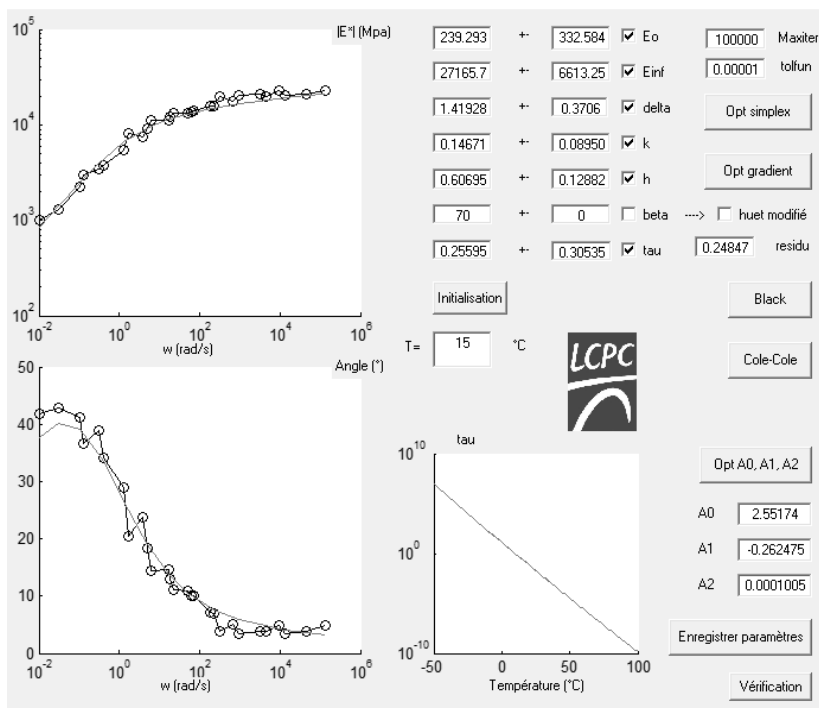 |E*| (Mpa)
10^5
10^4
10^3
10^2
10^-2 10^0 10^2 10^4 10^6
w (rad/s)
239.293 +- 332.584 Eo
27165.7 +- 6613.25 Einf
1.41928 +- 0.3706 delta
0.14671 +- 0.08950 k
0.60695 +- 0.12882 h
70 +- 0 beta ----> huet modifié
0.25595 +- 0.30535 tau
0.24847 residu
100000 Maxiter
0.00001 tolfun
Opt simplex
Opt gradient
Initialisation
Black
T= 15 °C
LCPC
Cole-Cole
Angle (°)
50
40
30
20
10
0
10^-2 10^0 10^2 10^4 10^6
w (rad/s)
tau
10^10
10^0
10^-10
-50 0 50 100
Température (°C)
Opt A0, A1, A2
A0 2.55174
A1 -0.262475
A2 0.0001005
Enregistrer paramètres
Vérification